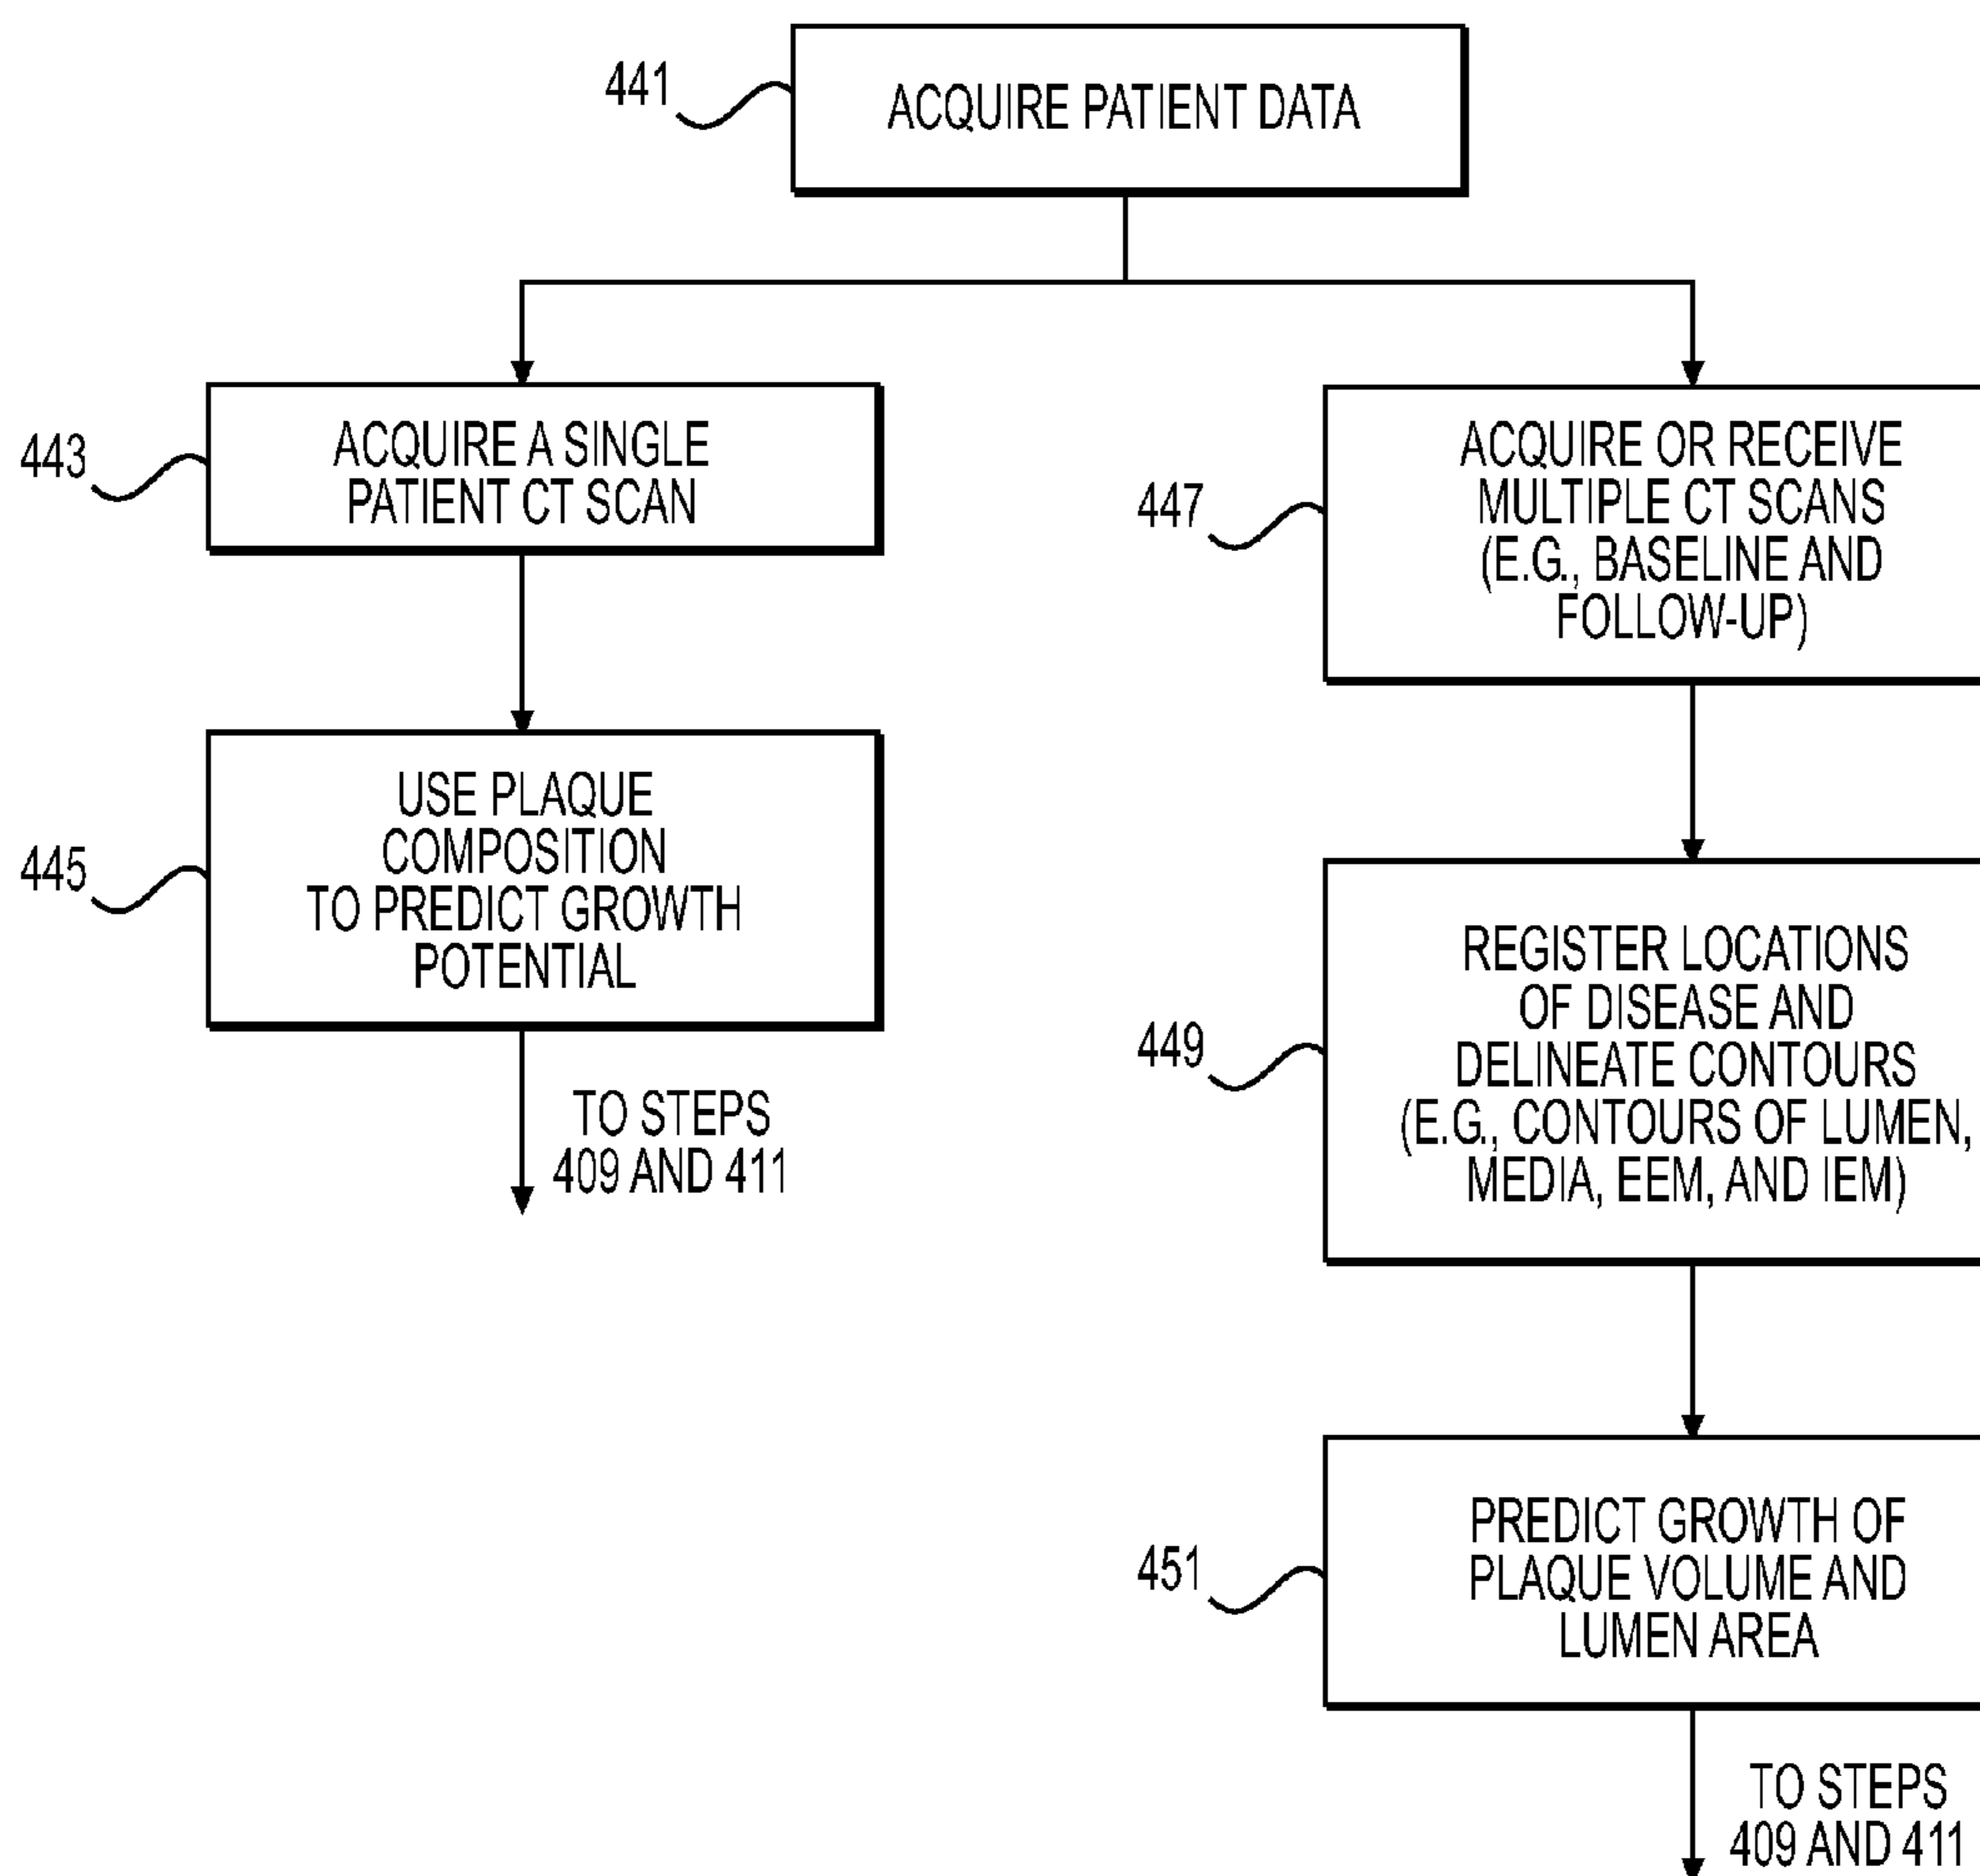 441
ACQUIRE PATIENT DATA
443
ACQUIRE A SINGLE
PATIENT CT SCAN
445
USE PLAQUE
COMPOSITION
TO PREDICT GROWTH
POTENTIAL
TO STEPS
409 AND 411
447
ACQUIRE OR RECEIVE
MULTIPLE CT SCANS
(E.G., BASELINE AND
FOLLOW-UP)
449
REGISTER LOCATIONS
OF DISEASE AND
DELINEATE CONTOURS
(E.G., CONTOURS OF LUMEN,
MEDIA, EEM, AND IEM)
451
PREDICT GROWTH OF
PLAQUE VOLUME AND
LUMEN AREA
TO STEPS
409 AND 411